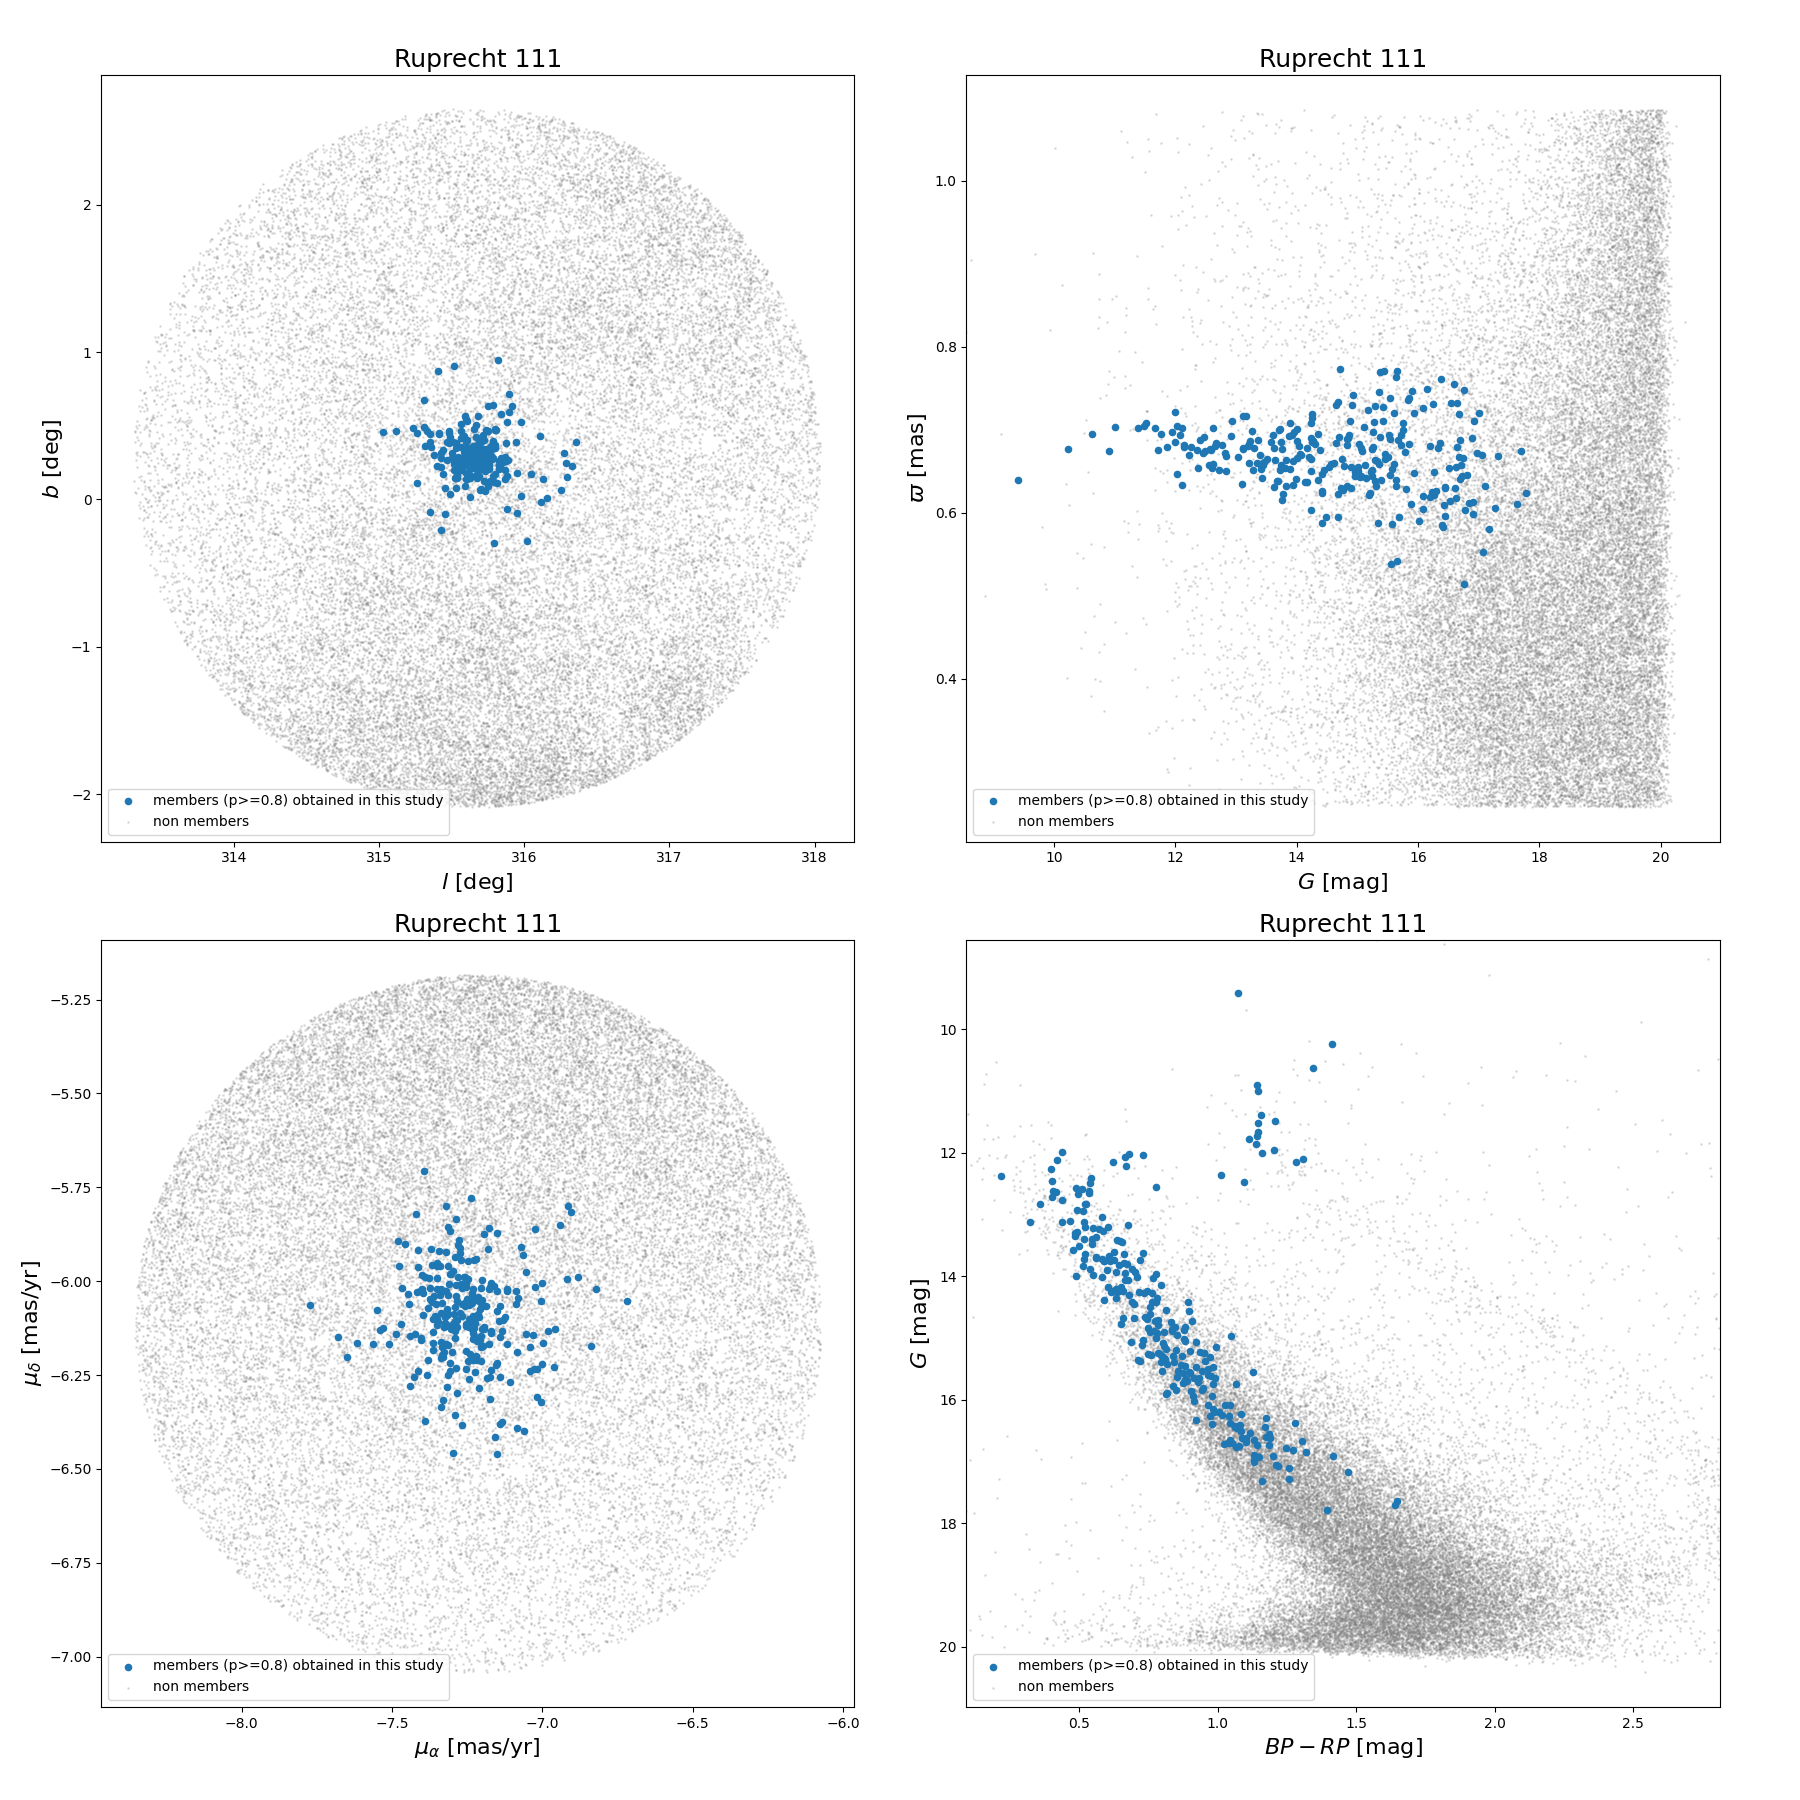 Ruprecht 111
2
1
0
−1
−2
b [deg]
members (p>=0.8) obtained in this study
non members
314
315
316
317
318
l [deg]
Ruprecht 111
1.0
0.8
0.6
0.4
ϖ [mas]
members (p>=0.8) obtained in this study
non members
10
12
14
16
18
20
G [mag]
Ruprecht 111
−5.25
−5.50
−5.75
−6.00
−6.25
−6.50
−6.75
−7.00
μδ [mas/yr]
members (p>=0.8) obtained in this study
non members
−8.0
−7.5
−7.0
−6.5
−6.0
μα [mas/yr]
Ruprecht 111
10
12
14
16
18
20
G [mag]
members (p>=0.8) obtained in this study
non members
0.5
1.0
1.5
2.0
2.5
BP − RP [mag]